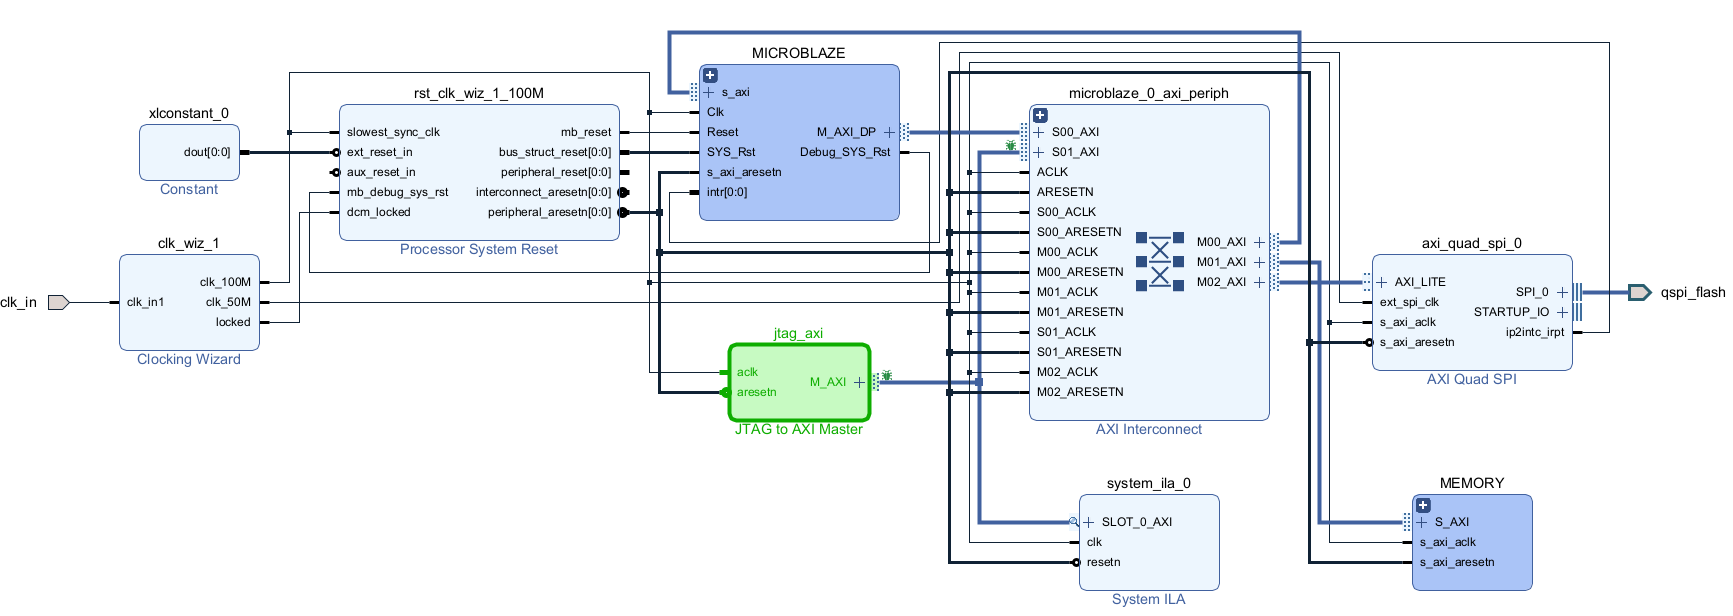 xlconstant_0
dout[0:0]
Constant
rst_clk_wiz_1_100M
slowest_sync_clk
ext_reset_in
aux_reset_in
mb_debug_sys_rst
dcm_locked
mb_reset
bus_struct_reset[0:0]
peripheral_reset[0:0]
interconnect_aresetn[0:0]
peripheral_aresetn[0:0]
Processor System Reset
clk_in
clk_wiz_1
clk_in1
clk_100M
clk_50M
locked
Clocking Wizard
MICROBLAZE
s_axi
Clk
Reset
SYS_Rst
s_axi_aresetn
intr[0:0]
M_AXI_DP
Debug_SYS_Rst
jtag_axi
aclk
aresetn
M_AXI
JTAG to AXI Master
microblaze_0_axi_periph
S00_AXI
S01_AXI
ACLK
ARESETN
S00_ACLK
S00_ARESETN
M00_ACLK
M00_ARESETN
M01_ACLK
M01_ARESETN
S01_ACLK
S01_ARESETN
M02_ACLK
M02_ARESETN
M00_AXI
M01_AXI
M02_AXI
AXI Interconnect
axi_quad_spi_0
AXI_LITE
ext_spi_clk
s_axi_aclk
s_axi_aresetn
SPI_0
STARTUP_IO
ip2intc_irpt
AXI Quad SPI
qspi_flash
system_ila_0
SLOT_0_AXI
clk
resetn
System ILA
MEMORY
S_AXI
s_axi_aclk
s_axi_aresetn